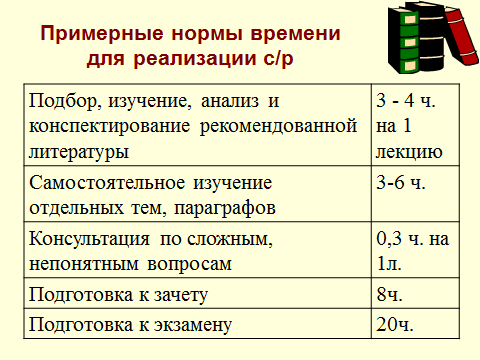 Примерные нормы времени
для реализации с/р
Подбор, изучение, анализ и
конспектирование рекомендованной
литературы
3 - 4 ч.
на 1
лекцию
Самостоятельное изучение
отдельных тем, параграфов
3-6 ч.
Консультация по сложным,
непонятным вопросам
0,3 ч. на
1л.
Подготовка к зачету
8ч.
Подготовка к экзамену
20ч.